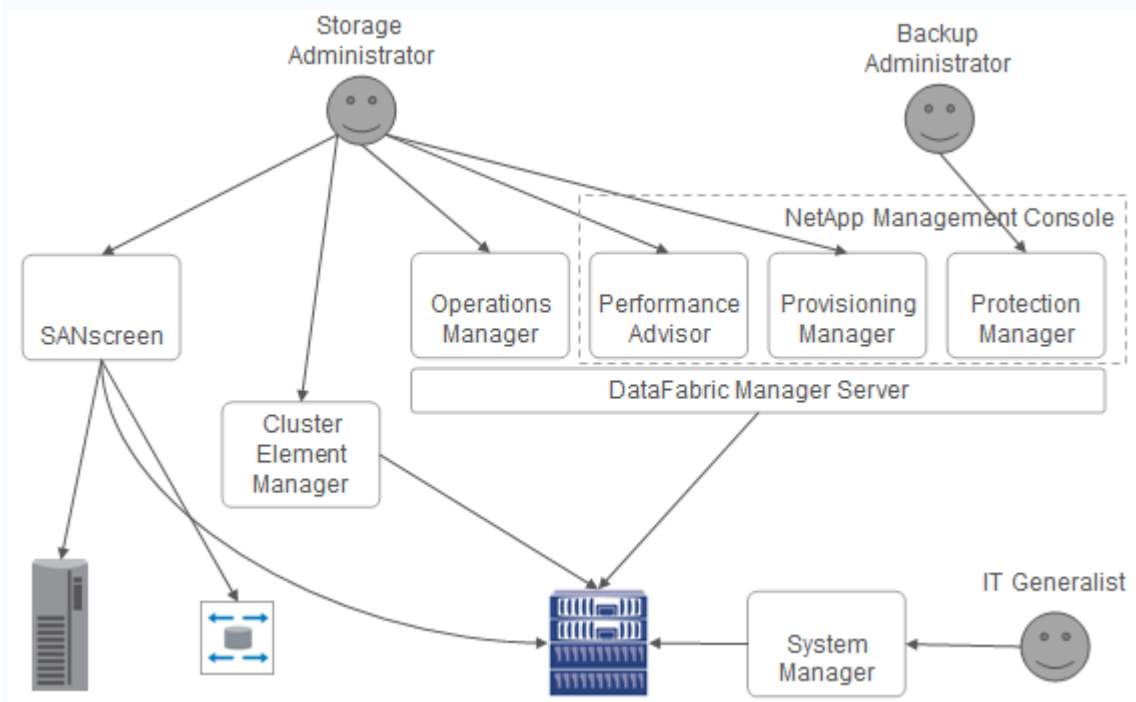 Storage
Administrator
Backup
Administrator
NetApp Management Console
SANscreen
Operations
Manager
Performance
Advisor
Provisioning
Manager
Protection
Manager
DataFabric Manager Server
Cluster
Element
Manager
IT Generalist
System
Manager